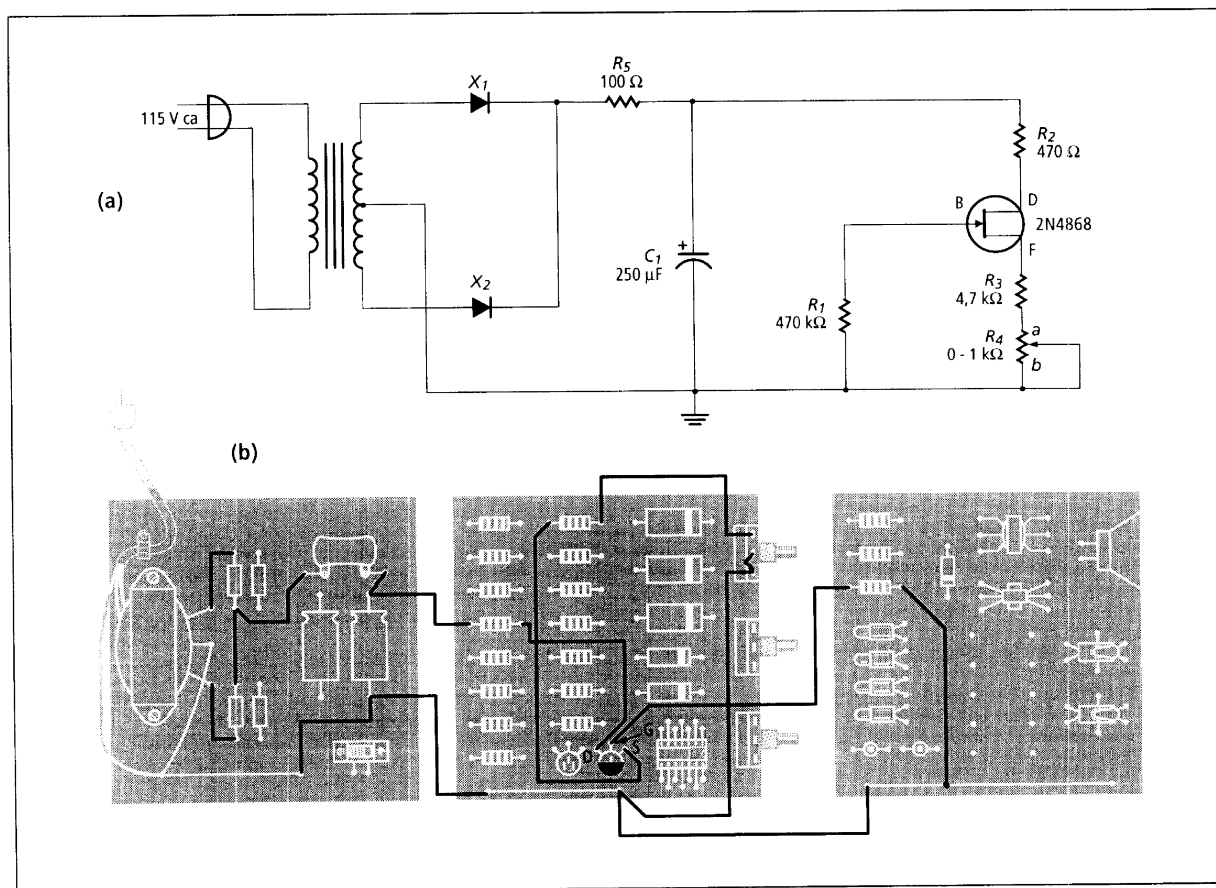 (a)
115 V ca
X1
X2
R5
100 Ω
C1
250 µF
+
R1
470 kΩ
R2
470 Ω
B
D
2N4868
F
R3
4,7 kΩ
R4
0 - 1 kΩ
a
b
(b)
D
G
S